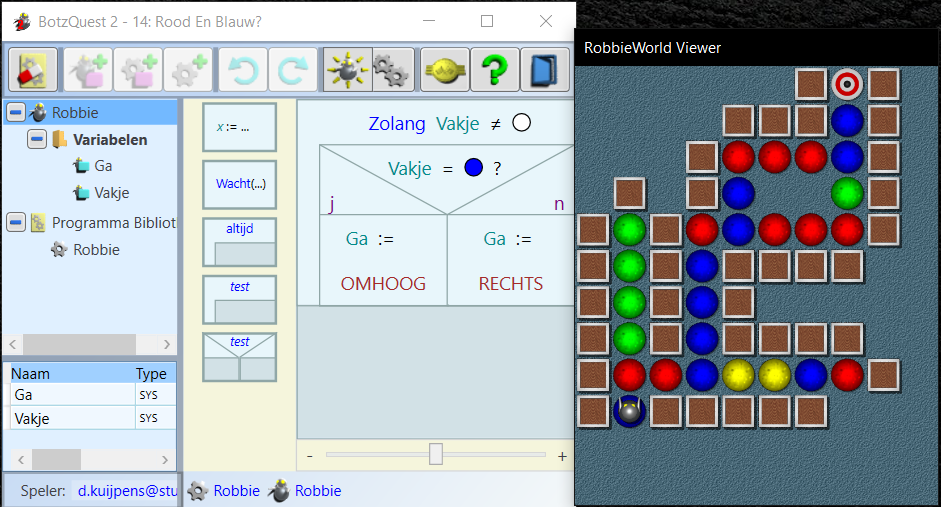 BotzQuest 2 - 14: Rood En Blauw?
RobbieWorld Viewer
Robbie
Variabelen
Ga
Vakje
Programma Bibliot
Robbie
Naam Type
Ga SYS
Vakje SYS
x := ...
Wacht(...)
altijd
test
test
Zolang Vakje ≠
Vakje = ?
j n
Ga := Ga :=
OMHOOG RECHTS
- +
Speler: d.kuijpens@stu Robbie Robbie